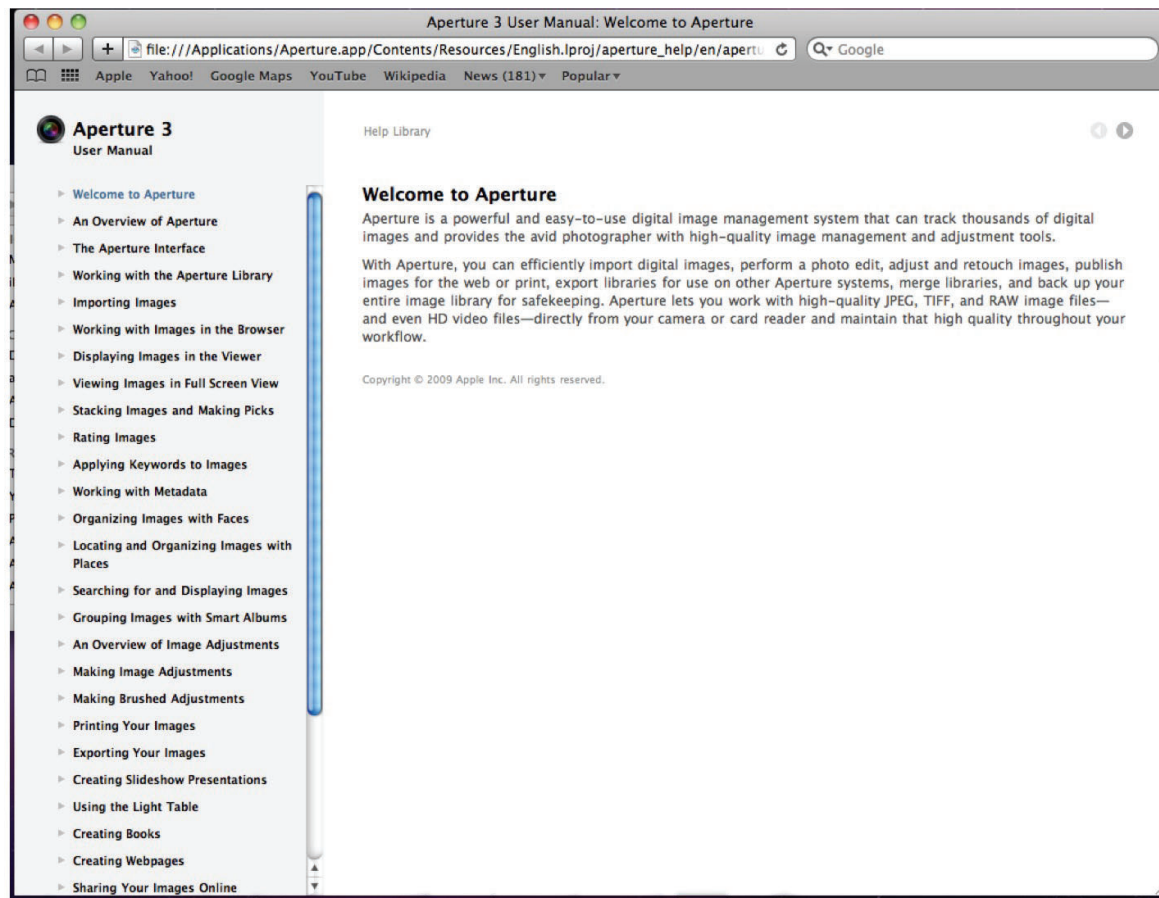 Aperture 3 User Manual: Welcome to Aperture
file:///Applications/Aperture.app/Contents/Resources/English.lproj/aperture_help/en/apertu
Google
Apple Yahoo! Google Maps YouTube Wikipedia News (181) Popular
Aperture 3
User Manual
Welcome to Aperture
An Overview of Aperture
The Aperture Interface
Working with the Aperture Library
Importing Images
Working with Images in the Browser
Displaying Images in the Viewer
Viewing Images in Full Screen View
Stacking Images and Making Picks
Rating Images
Applying Keywords to Images
Working with Metadata
Organizing Images with Faces
Locating and Organizing Images with
Places
Searching for and Displaying Images
Grouping Images with Smart Albums
An Overview of Image Adjustments
Making Image Adjustments
Making Brushed Adjustments
Printing Your Images
Exporting Your Images
Creating Slideshow Presentations
Using the Light Table
Creating Books
Creating Webpages
Sharing Your Images Online
Help Library
Welcome to Aperture
Aperture is a powerful and easy-to-use digital image management system that can track thousands of digital
images and provides the avid photographer with high-quality image management and adjustment tools.
With Aperture, you can efficiently import digital images, perform a photo edit, adjust and retouch images, publish
images for the web or print, export libraries for use on other Aperture systems, merge libraries, and back up your
entire image library for safekeeping. Aperture lets you work with high-quality JPEG, TIFF, and RAW image files—
and even HD video files—directly from your camera or card reader and maintain that high quality throughout your
workflow.
Copyright © 2009 Apple Inc. All rights reserved.